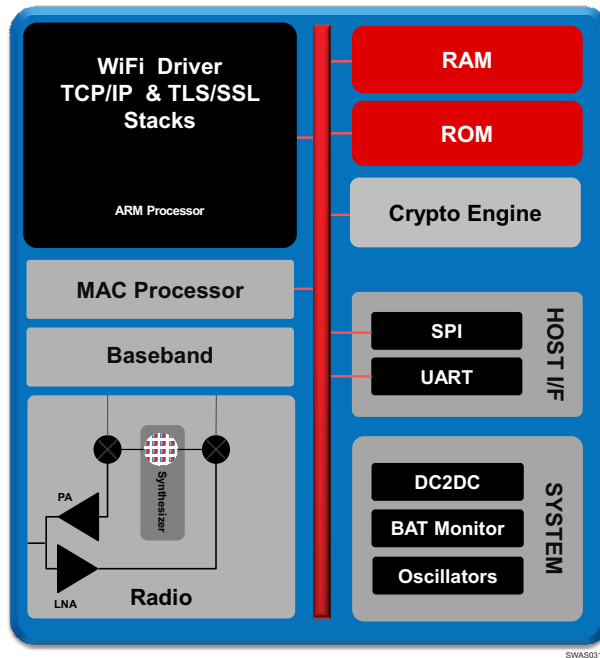 WiFi Driver
TCP/IP & TLS/SSL
Stacks
ARM Processor
MAC Processor
Baseband
Synthesizer
PA
LNA
Radio
RAM
ROM
Crypto Engine
SPI
UART
HOST I/F
DC2DC
BAT Monitor
Oscillators
SYSTEM
SWAS031